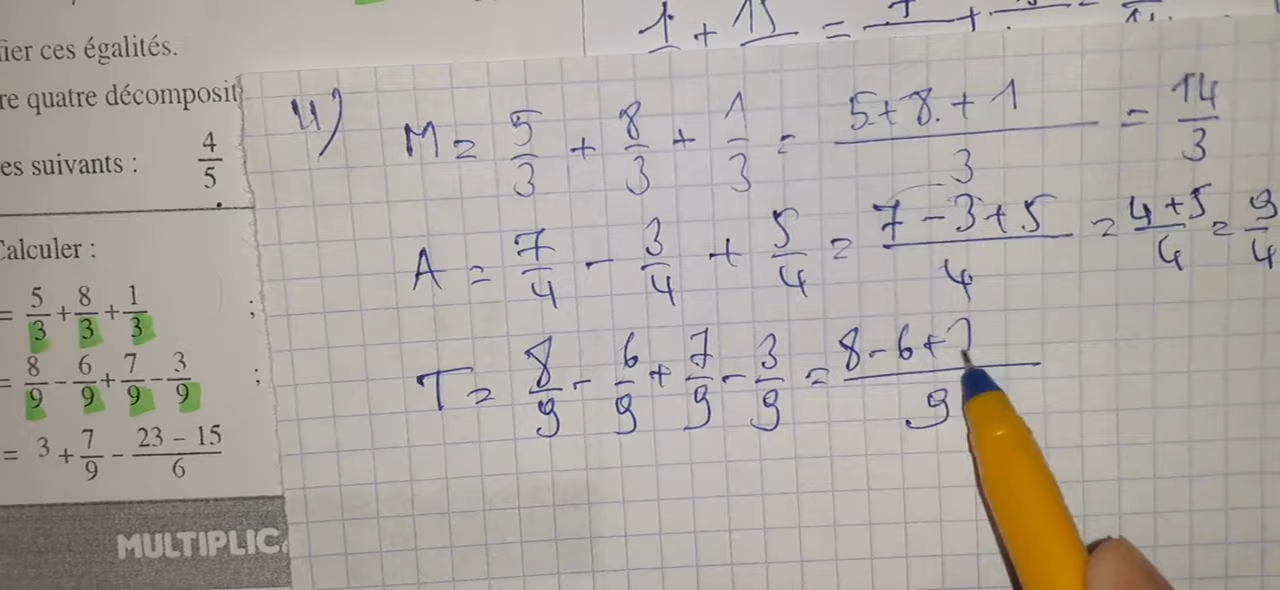 1/ + 15/ =
fier ces égalités.
re quatre décomposit
es suivants : 4/5.
Calculer :
= 5/3 + 8/3 + 1/3 ;
= 8/9 - 6/9 + 7/9 - 3/9 ;
= 3 + 7/9 - (23 - 15)/6
MULTIPLIC
4)
M = 5/3 + 8/3 + 1/3 = (5 + 8 + 1)/3 = 14/3
A = 7/4 - 3/4 + 5/4 = (7 - 3 + 5)/4 = (4 + 5)/4 = 9/4
T = 8/9 - 6/9 + 7/9 - 3/9 = (8 - 6 + 7)/9